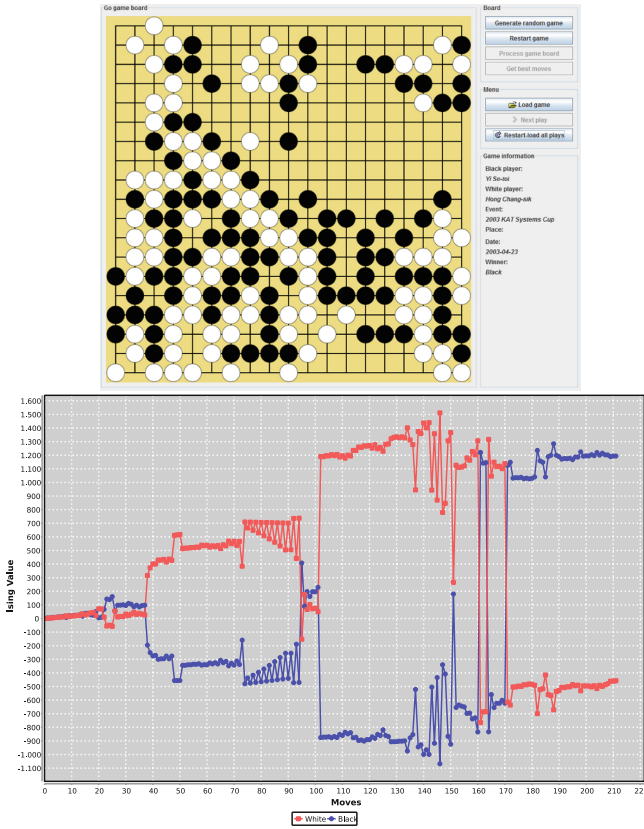 Go game board
Board
Generate random game
Restart game
Process game board
Get best moves
Menu
Load game
Next play
Restart-load all plays
Game information
Black player:
Yi Se-tol
White player:
Hong Chang-sik
Event:
2003 KAT Systems Cup
Place:
Date:
2003-04-23
Winner:
Black
1.600
1.500
1.400
1.300
1.200
1.100
1.000
900
800
700
600
500
400
300
200
100
0
-100
-200
-300
-400
-500
-600
-700
-800
-900
-1.000
-1.100
Ising Value
0 10 20 30 40 50 60 70 80 90 100 110 120 130 140 150 160 170 180 190 200 210
Moves
White Black